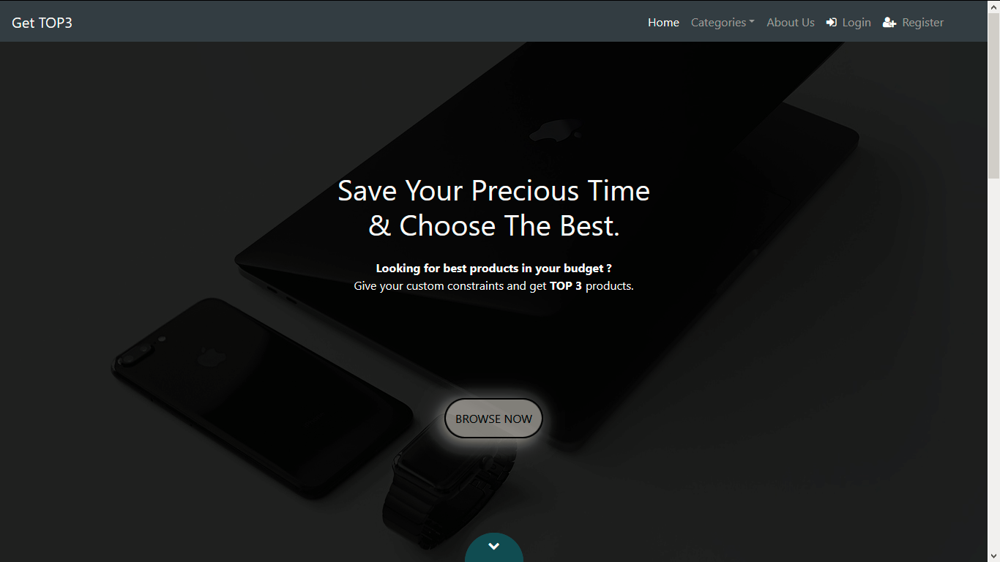 Get TOP3
Home
Categories
About Us
Login
Register
Save Your Precious Time
& Choose The Best.
Looking for best products in your budget ?
Give your custom constraints and get TOP 3 products.
BROWSE NOW